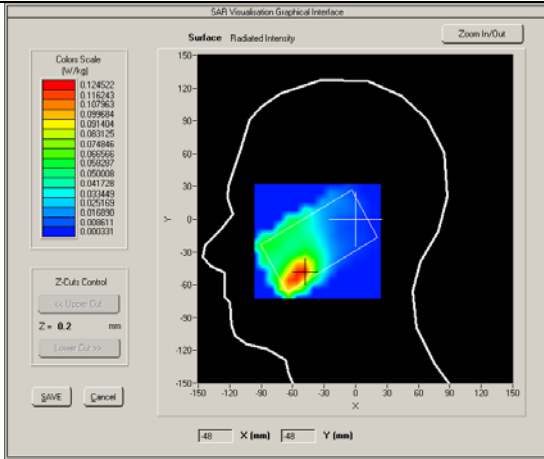 SAR Visualisation Graphical Interface
Surface Radiated Intensity
Zoom In/Out
Colors Scale
(W/kg)
0.124522
0.116243
0.107963
0.099684
0.091404
0.083125
0.074846
0.066566
0.058287
0.050008
0.041728
0.033449
0.025169
0.016890
0.008611
0.000331
150-
120-
90-
60-
30-
0-
-30-
-60-
-90-
-120-
-150-
Y
-150 -120 -90 -60 -30 0 30 60 90 120 150
X
Z-Cuts Control
<< Upper Cut
Z = 0.2 mm
Lower Cut >>
SAVE Cancel
-48 X (mm) -48 Y (mm)